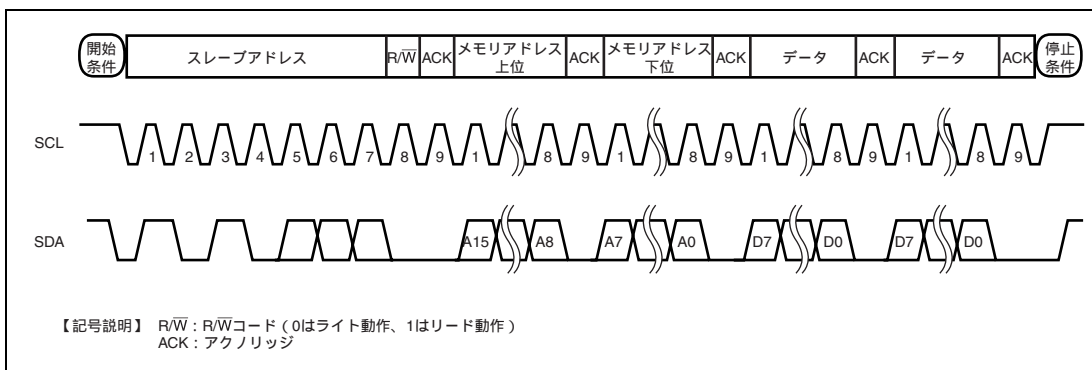 開始条件 スレーブアドレス R/W̅ ACK メモリアドレス上位 ACK メモリアドレス下位 ACK データ ACK データ ACK 停止条件
SCL 1 2 3 4 5 6 7 8 9 1 8 9 1 8 9 1 8 9 1 8 9
SDA A15 A8 A7 A0 D7 D0 D7 D0
【記号説明】 R/W̅：R/W̅コード（0はライト動作、1はリード動作）
ACK：アクノリッジ